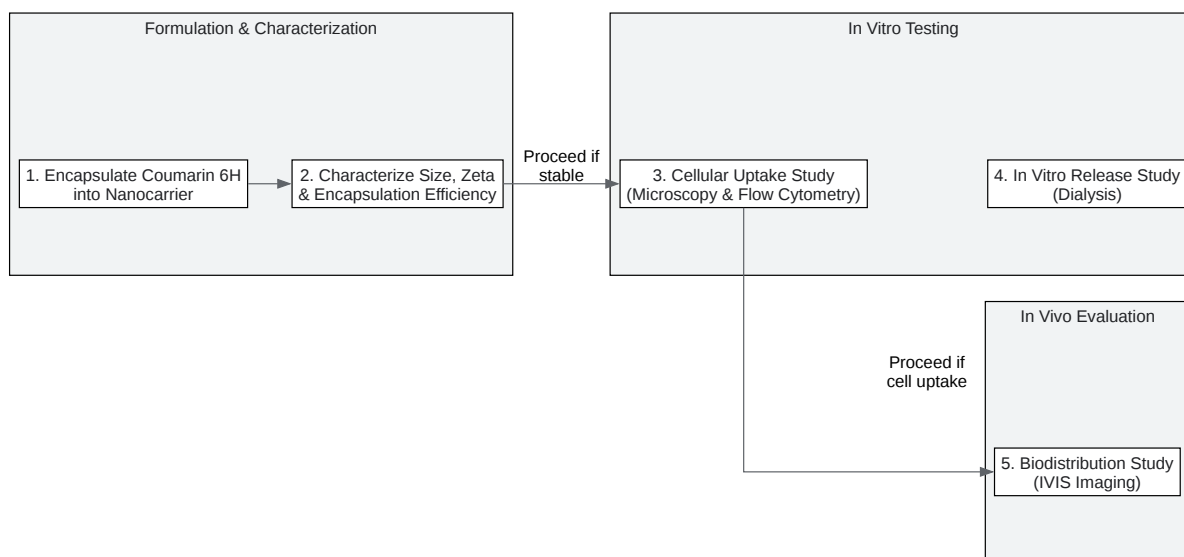 Formulation & Characterization
In Vitro Testing
Proceed if
stable
1. Encapsulate Coumarin 6H
into Nanocarrier
2. Characterize Size, Zeta
& Encapsulation Efficiency
3. Cellular Uptake Study
(Microscopy & Flow Cytometry)
4. In Vitro Release Study
(Dialysis)
In Vivo Evaluation
Proceed if
cell uptake
5. Biodistribution Study
(IVIS Imaging)